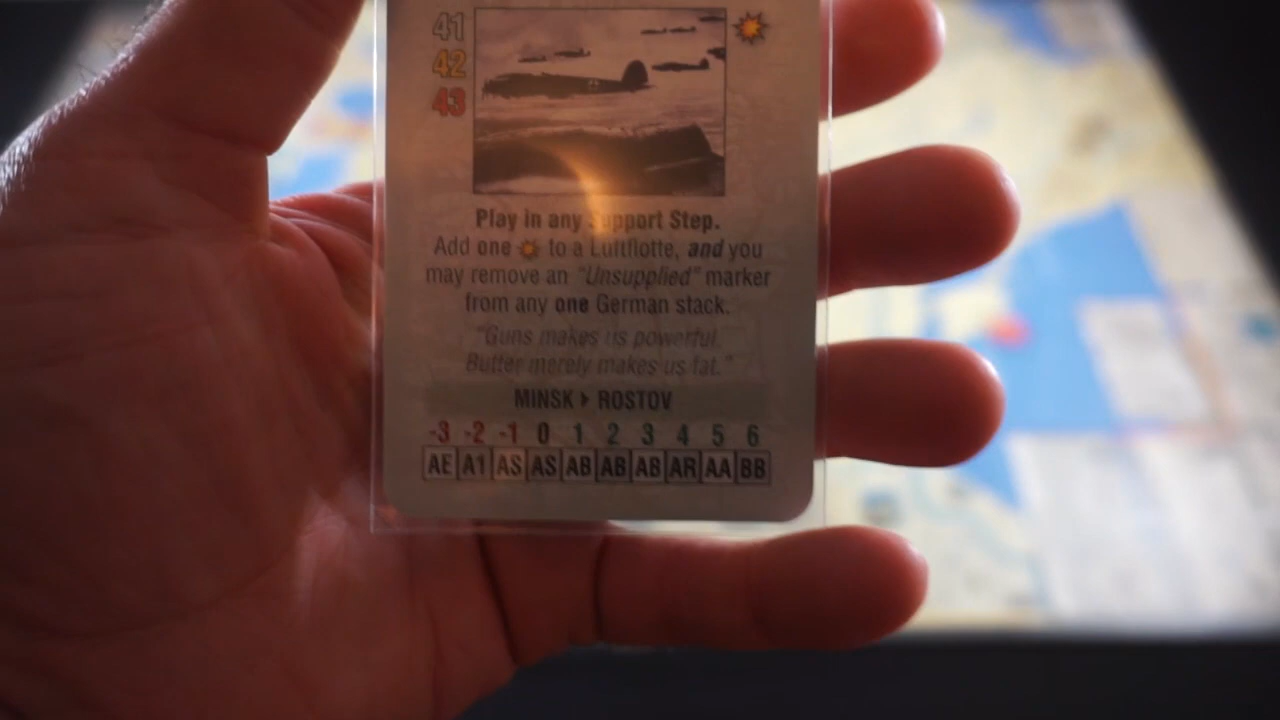 41
42
43
Play in any Support Step.
Add one to a Luftflotte, and you
may remove an "Unsupplied" marker
from any one German stack.
"Guns makes us powerful
Butter merely makes us fat."
MINSK ▸ ROSTOV
-3 -2 -1 0 1 2 3 4 5 6
AE A1 AS AS AB AB AB AR AA BB